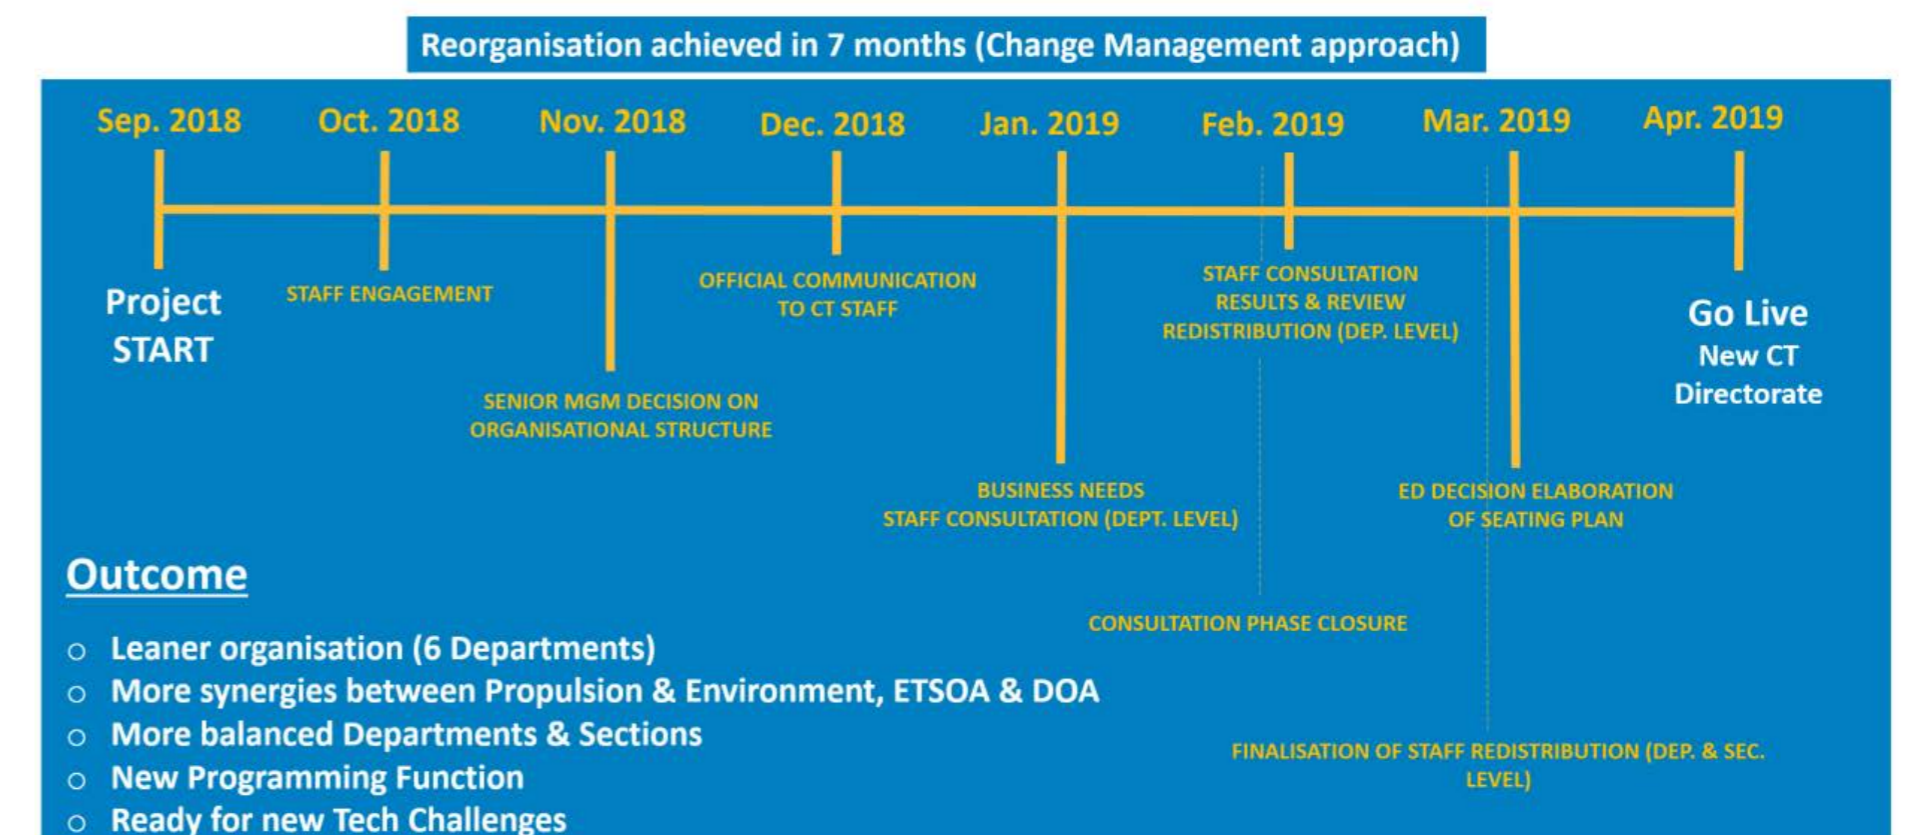 Reorganisation achieved in 7 months (Change Management approach)
Sep. 2018
Oct. 2018
Nov. 2018
Dec. 2018
Jan. 2019
Feb. 2019
Mar. 2019
Apr. 2019
Project
START
STAFF ENGAGEMENT
SENIOR MGM DECISION ON
ORGANISATIONAL STRUCTURE
OFFICIAL COMMUNICATION
TO CT STAFF
BUSINESS NEEDS
STAFF CONSULTATION (DEPT. LEVEL)
STAFF CONSULTATION
RESULTS & REVIEW
REDISTRIBUTION (DEP. LEVEL)
CONSULTATION PHASE CLOSURE
ED DECISION ELABORATION
OF SEATING PLAN
FINALISATION OF STAFF REDISTRIBUTION (DEP. & SEC.
LEVEL)
Go Live
New CT
Directorate
Outcome
o Leaner organisation (6 Departments)
o More synergies between Propulsion & Environment, ETSOA & DOA
o More balanced Departments & Sections
o New Programming Function
o Ready for new Tech Challenges